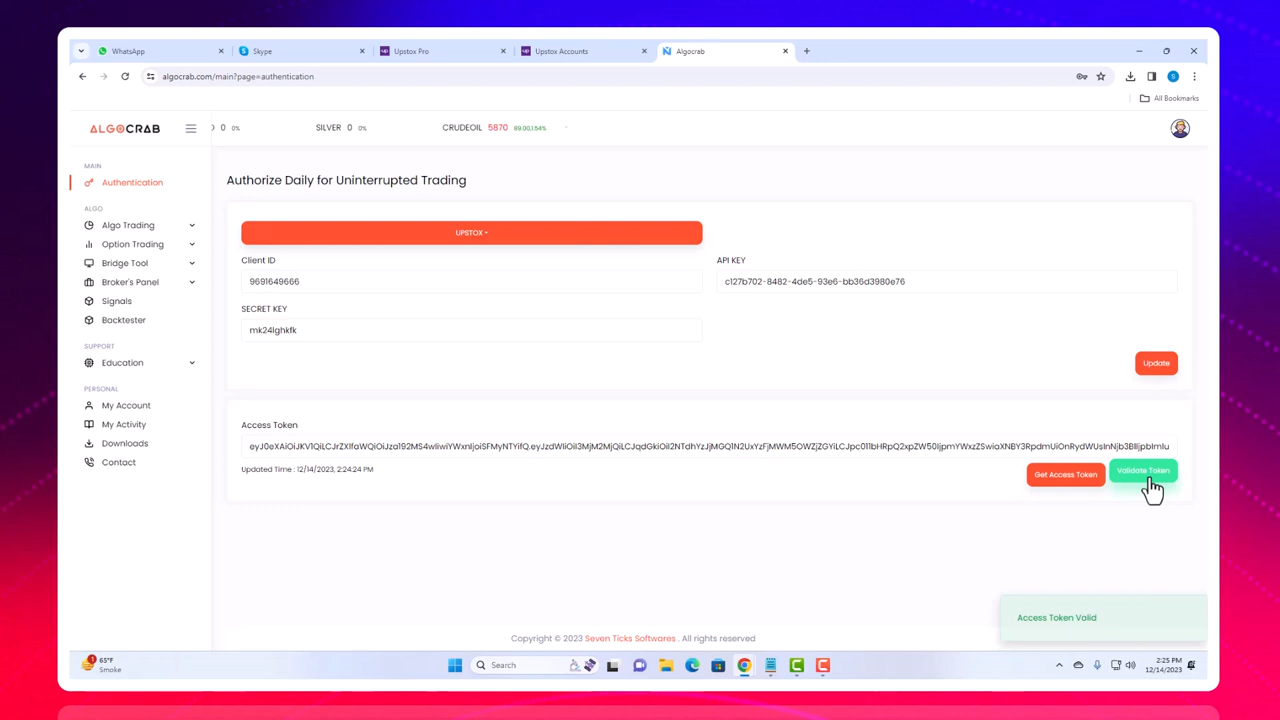 WhatsApp
Skype
Upstox Pro
Upstox Accounts
Algocrab
algocrab.com/main?page=authentication
All Bookmarks
ALGOCRAB
D 0 0%
SILVER 0 0%
CRUDEOIL 5870 89.00,1.54%
MAIN
Authentication
ALGO
Algo Trading
Option Trading
Bridge Tool
Broker's Panel
Signals
Backtester
SUPPORT
Education
PERSONAL
My Account
My Activity
Downloads
Contact
Authorize Daily for Uninterrupted Trading
UPSTOX
Client ID
9691649666
API KEY
c127b702-8482-4de5-93e6-bb36d3980e76
SECRET KEY
mk24lghkfk
Update
Access Token
Updated Time : 12/14/2023, 2:24:24 PM
Get Access Token
Validate Token
Access Token Valid
Copyright © 2023 Seven Ticks Softwares . All rights reserved
1
65°F
Smoke
Search
2:25 PM
12/14/2023
S